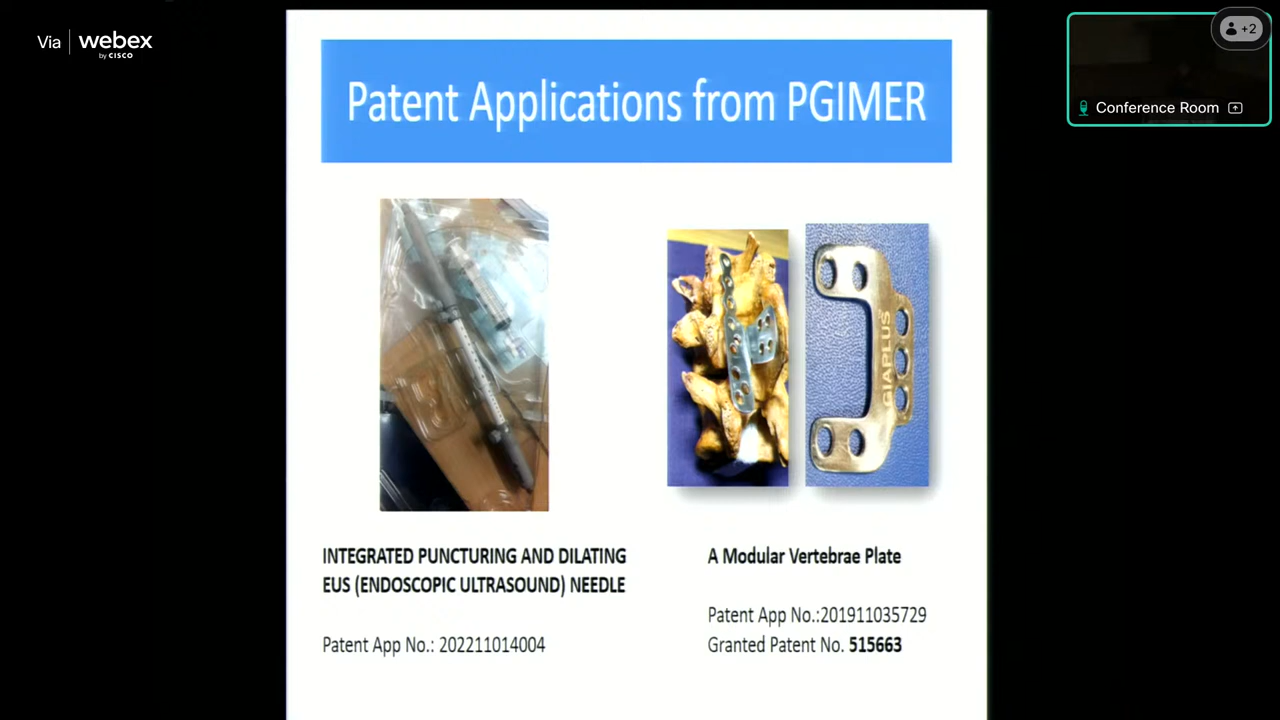 Via webex
by CISCO
+2
Conference Room
Patent Applications from PGIMER
GIAPLUS
INTEGRATED PUNCTURING AND DILATING
EUS (ENDOSCOPIC ULTRASOUND) NEEDLE
Patent App No.: 202211014004
A Modular Vertebrae Plate
Patent App No.:201911035729
Granted Patent No. 515663